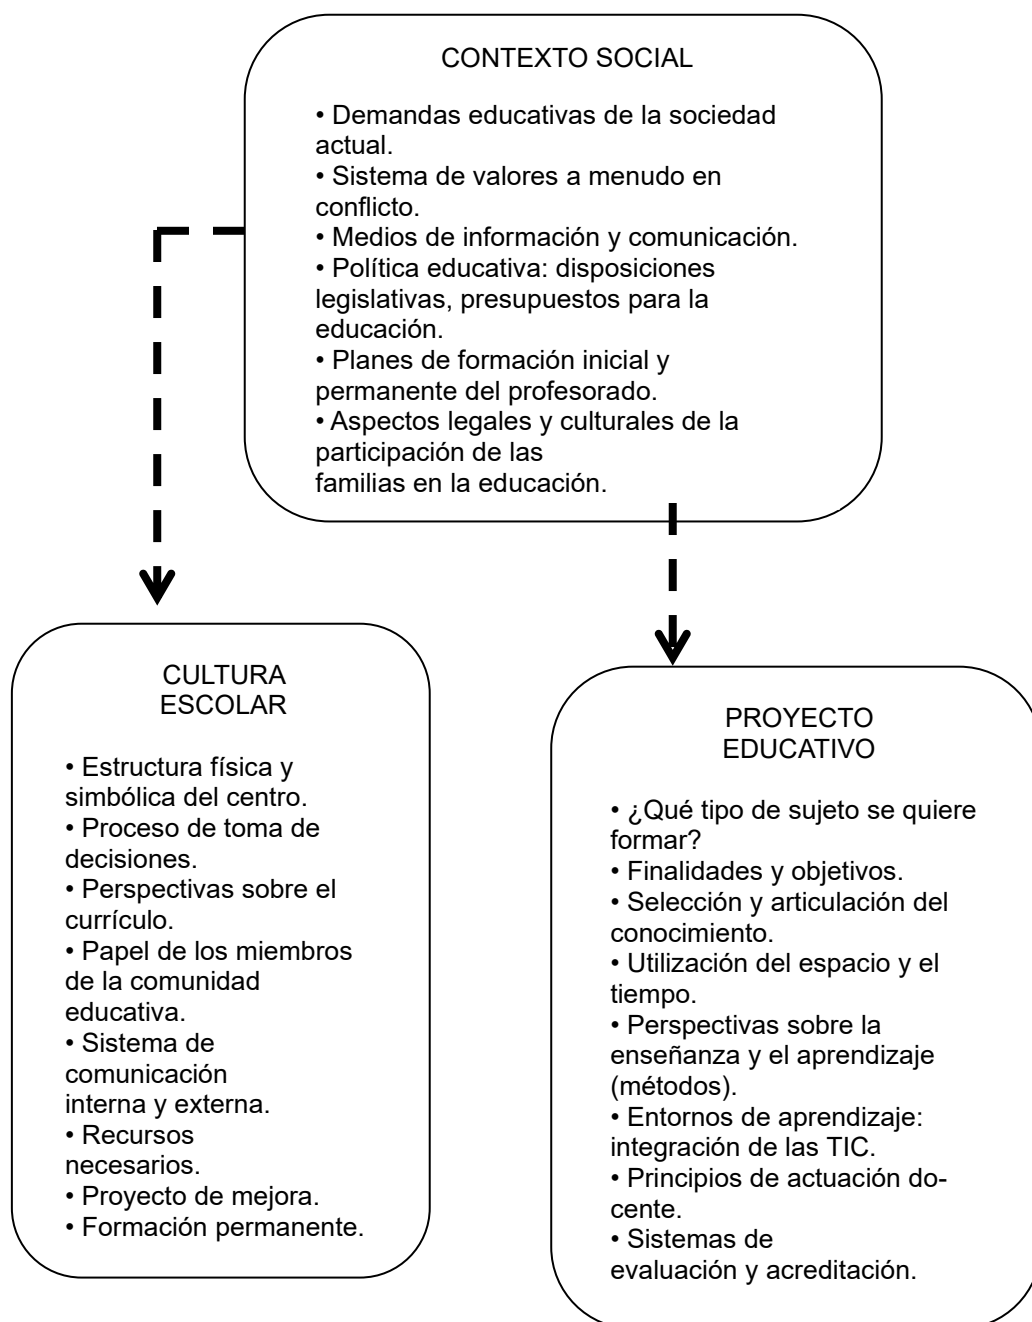 CONTEXTO SOCIAL
• Demandas educativas de la sociedad
actual.
• Sistema de valores a menudo en
conflicto.
• Medios de información y comunicación.
• Política educativa: disposiciones
legislativas, presupuestos para la
educación.
• Planes de formación inicial y
permanente del profesorado.
• Aspectos legales y culturales de la
participación de las
familias en la educación.
CULTURA
ESCOLAR
• Estructura física y
simbólica del centro.
• Proceso de toma de
decisiones.
• Perspectivas sobre el
currículo.
• Papel de los miembros
de la comunidad
educativa.
• Sistema de
comunicación
interna y externa.
• Recursos
necesarios.
• Proyecto de mejora.
• Formación permanente.
PROYECTO
EDUCATIVO
• ¿Qué tipo de sujeto se quiere
formar?
• Finalidades y objetivos.
• Selección y articulación del
conocimiento.
• Utilización del espacio y el
tiempo.
• Perspectivas sobre la
enseñanza y el aprendizaje
(métodos).
• Entornos de aprendizaje:
integración de las TIC.
• Principios de actuación do-
cente.
• Sistemas de
evaluación y acreditación.